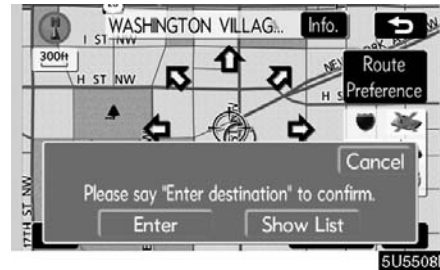 WASHINGTON VILLAG...
Info.
I ST NW
300ft
Route
Preference
H ST NW
H S
Cancel
Please say "Enter destination" to confirm.
Enter
Show List
17TH ST NW
5U5508